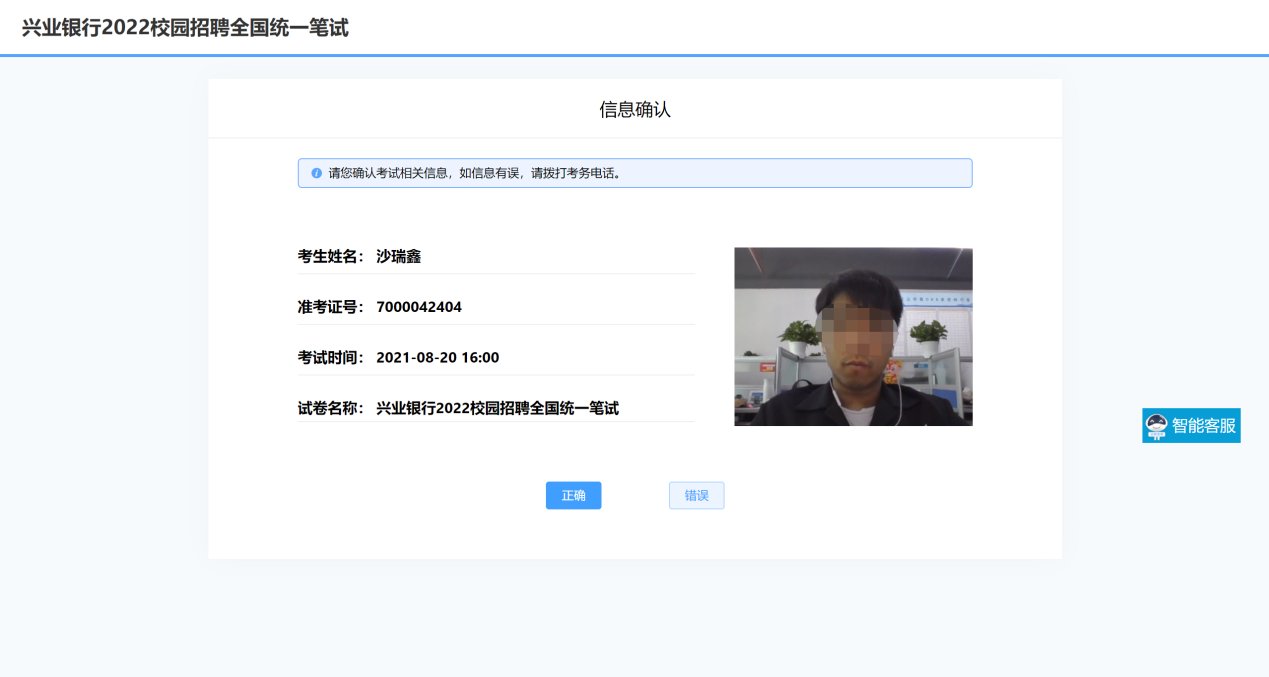 兴业银行2022校园招聘全国统一笔试
信息确认
请您确认考试相关信息，如信息有误，请拨打考务电话。
考生姓名： 沙瑞鑫
准考证号： 7000042404
考试时间： 2021-08-20 16:00
试卷名称： 兴业银行2022校园招聘全国统一笔试
智能客服
正确 错误